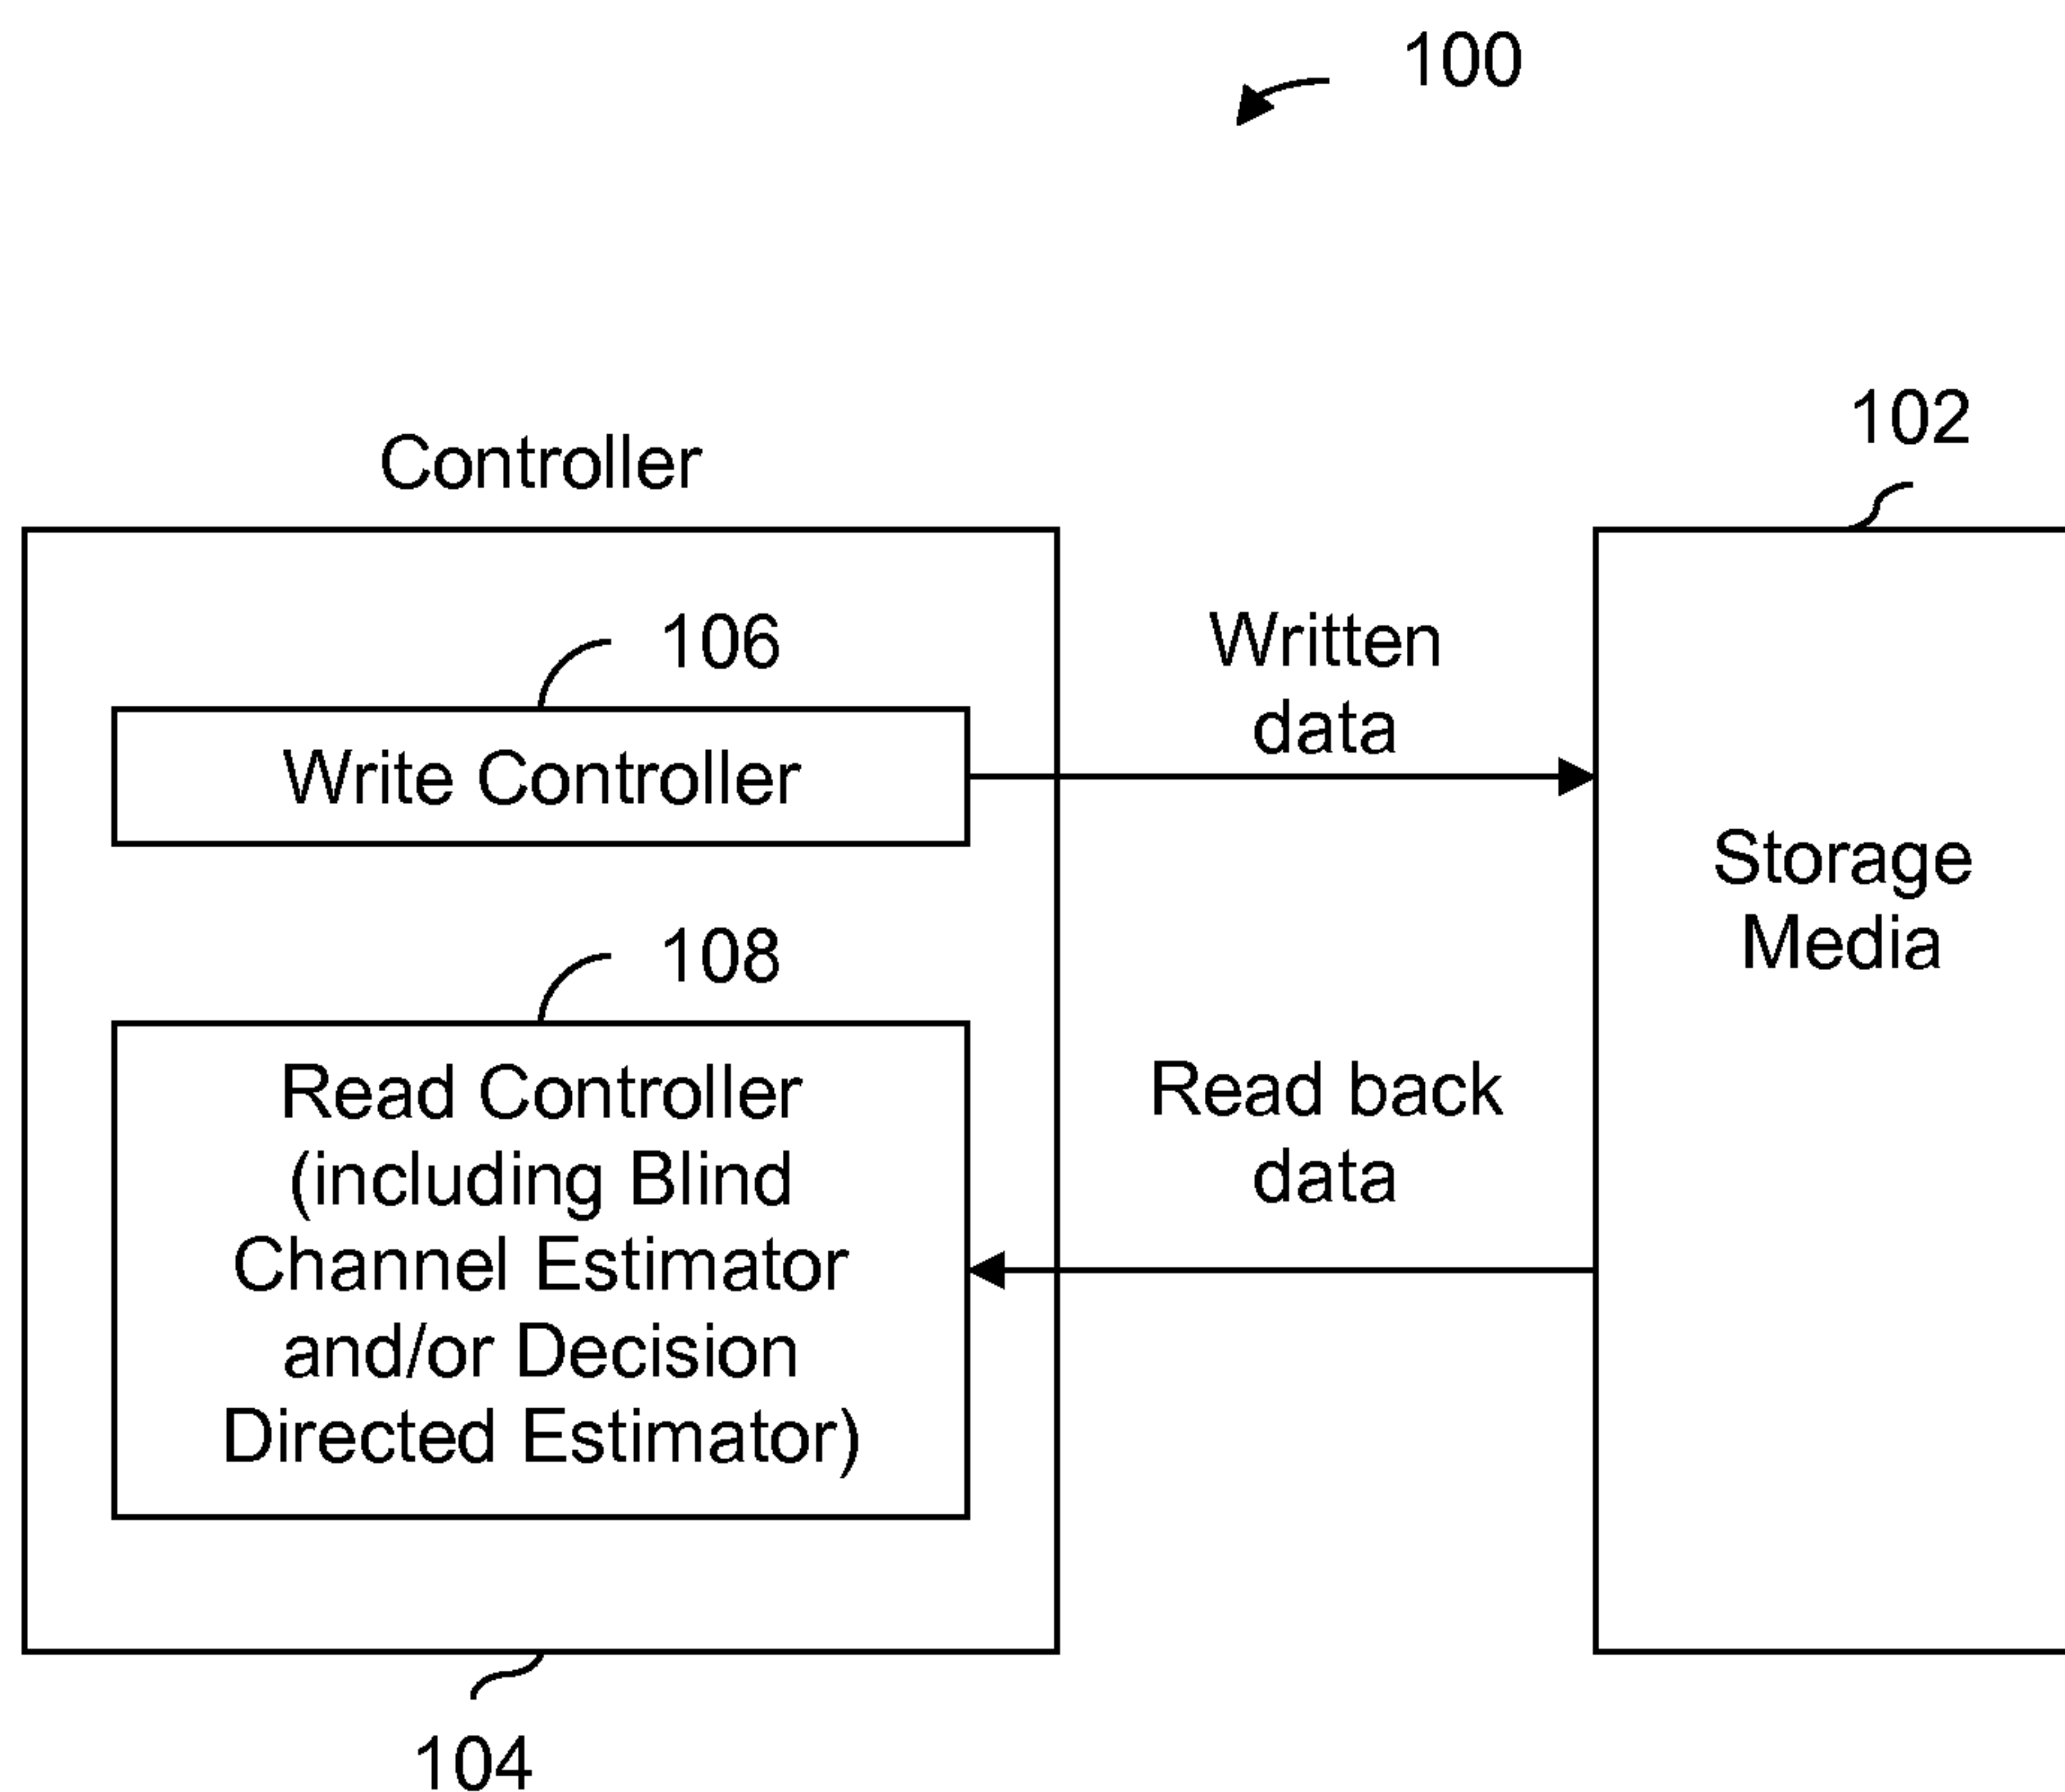 100
102
Controller
106
Written
data
Write Controller
Storage
Media
108
Read Controller
(including Blind
Channel Estimator
and/or Decision
Directed Estimator)
Read back
data
104